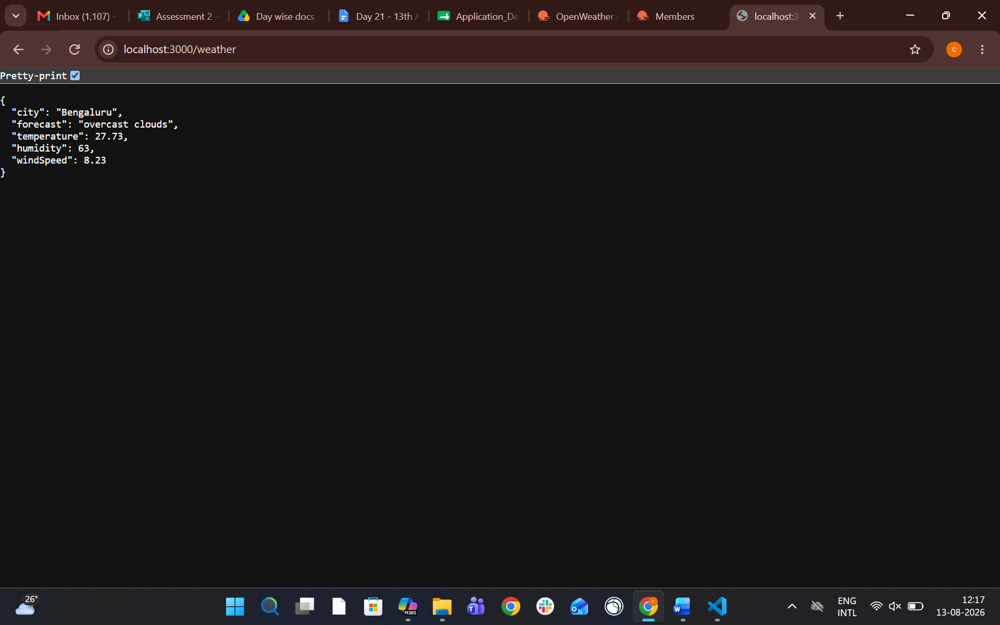 Inbox (1,107) -
Assessment 2 -
Day wise docs
Day 21 - 13th A
Application_De
OpenWeather
Members
localhost:3
localhost:3000/weather
c
Pretty-print
{
"city": "Bengaluru",
"forecast": "overcast clouds",
"temperature": 27.73,
"humidity": 63,
"windSpeed": 8.23
}
26°
M365
ENG
INTL
12:17
13-08-2026